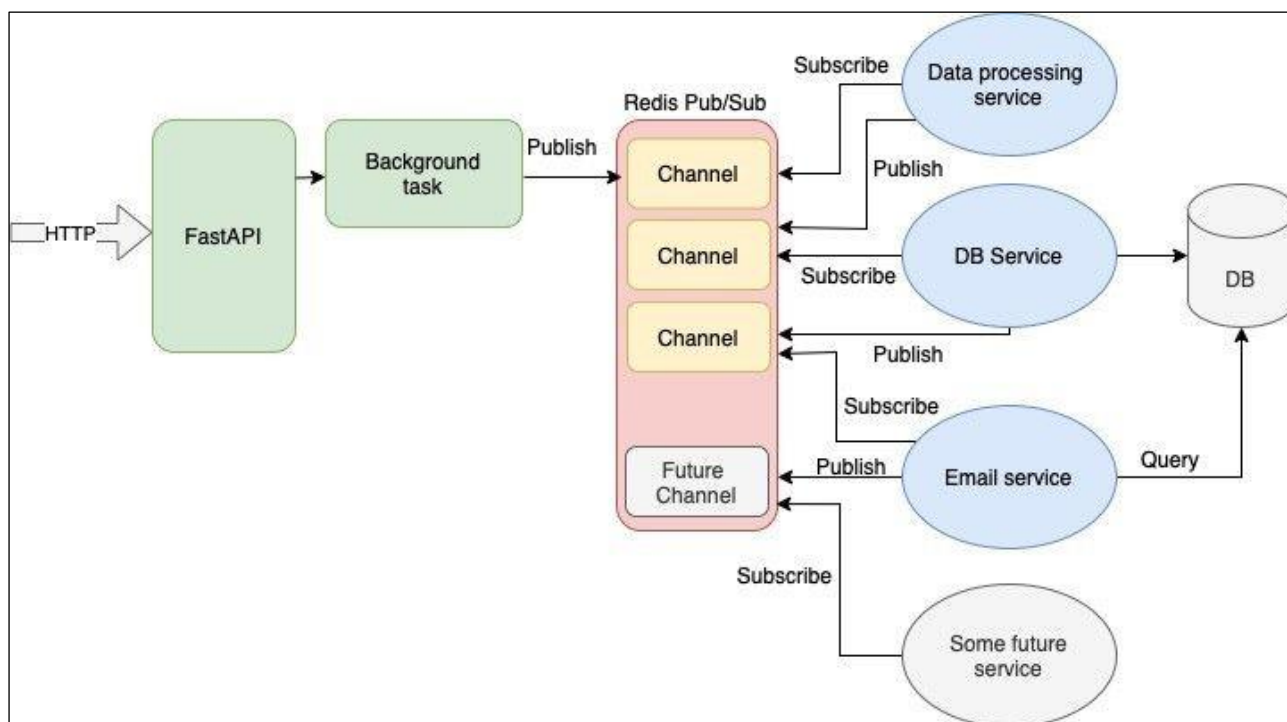 Subscribe
Data processing
service
Redis Pub/Sub
Publish
Background
task
Channel
Publish
HTTP
FastAPI
Channel
Subscribe
DB Service
DB
Channel
Publish
Subscribe
Future
Channel
Publish
Email service
Query
Subscribe
Some future
service